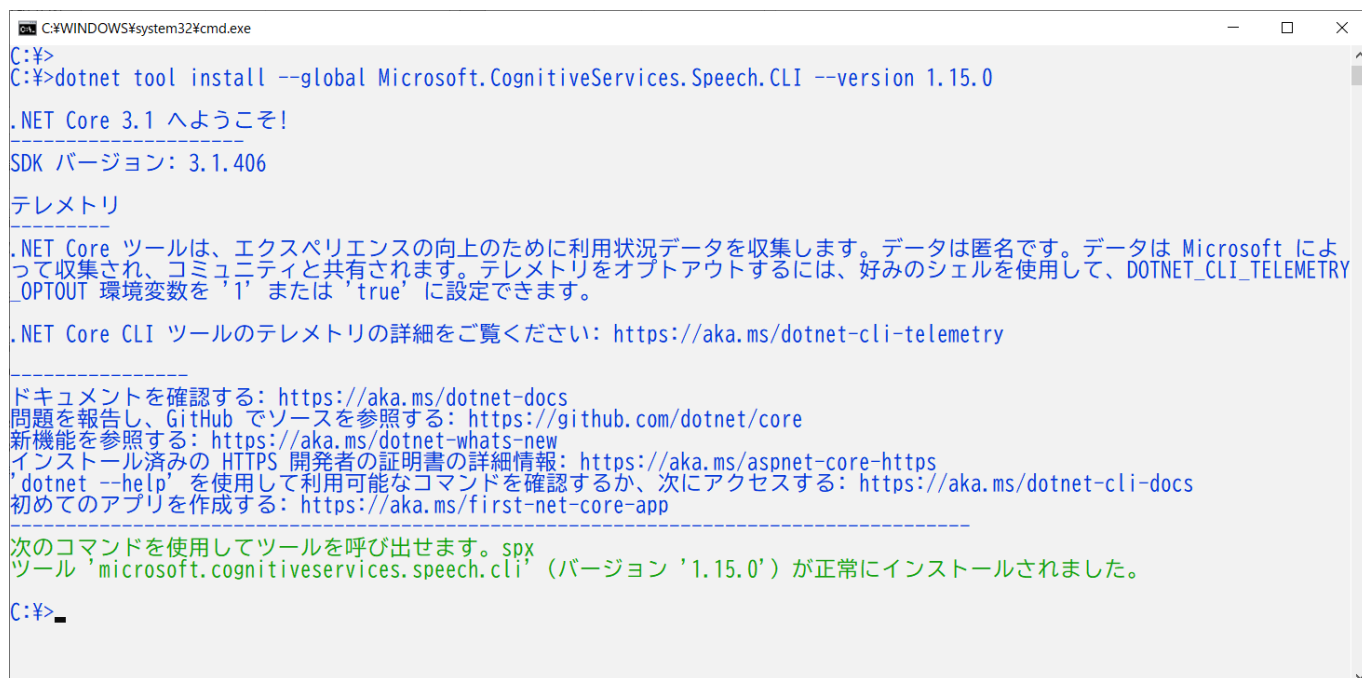 C:¥WINDOWS¥system32¥cmd.exe
C:¥>
C:¥>dotnet tool install --global Microsoft.CognitiveServices.Speech.CLI --version 1.15.0
.NET Core 3.1 へようこそ!
---------------------
SDK バージョン: 3.1.406
テレメトリ
---------
.NET Core ツールは、エクスペリエンスの向上のために利用状況データを収集します。データは匿名です。データは Microsoft によ
って収集され、コミュニティと共有されます。テレメトリをオプトアウトするには、好みのシェルを使用して、DOTNET_CLI_TELEMETRY
_OPTOUT 環境変数を '1' または 'true' に設定できます。
.NET Core CLI ツールのテレメトリの詳細をご覧ください: https://aka.ms/dotnet-cli-telemetry
----------------
ドキュメントを確認する: https://aka.ms/dotnet-docs
問題を報告し、GitHub でソースを参照する: https://github.com/dotnet/core
新機能を参照する: https://aka.ms/dotnet-whats-new
インストール済みの HTTPS 開発者の証明書の詳細情報: https://aka.ms/aspnet-core-https
'dotnet --help' を使用して利用可能なコマンドを確認するか、次にアクセスする: https://aka.ms/dotnet-cli-docs
初めてのアプリを作成する: https://aka.ms/first-net-core-app
--------------------------------------------------------------------------------------
次のコマンドを使用してツールを呼び出せます。spx
ツール 'microsoft.cognitiveservices.speech.cli' (バージョン '1.15.0') が正常にインストールされました。
C:¥>